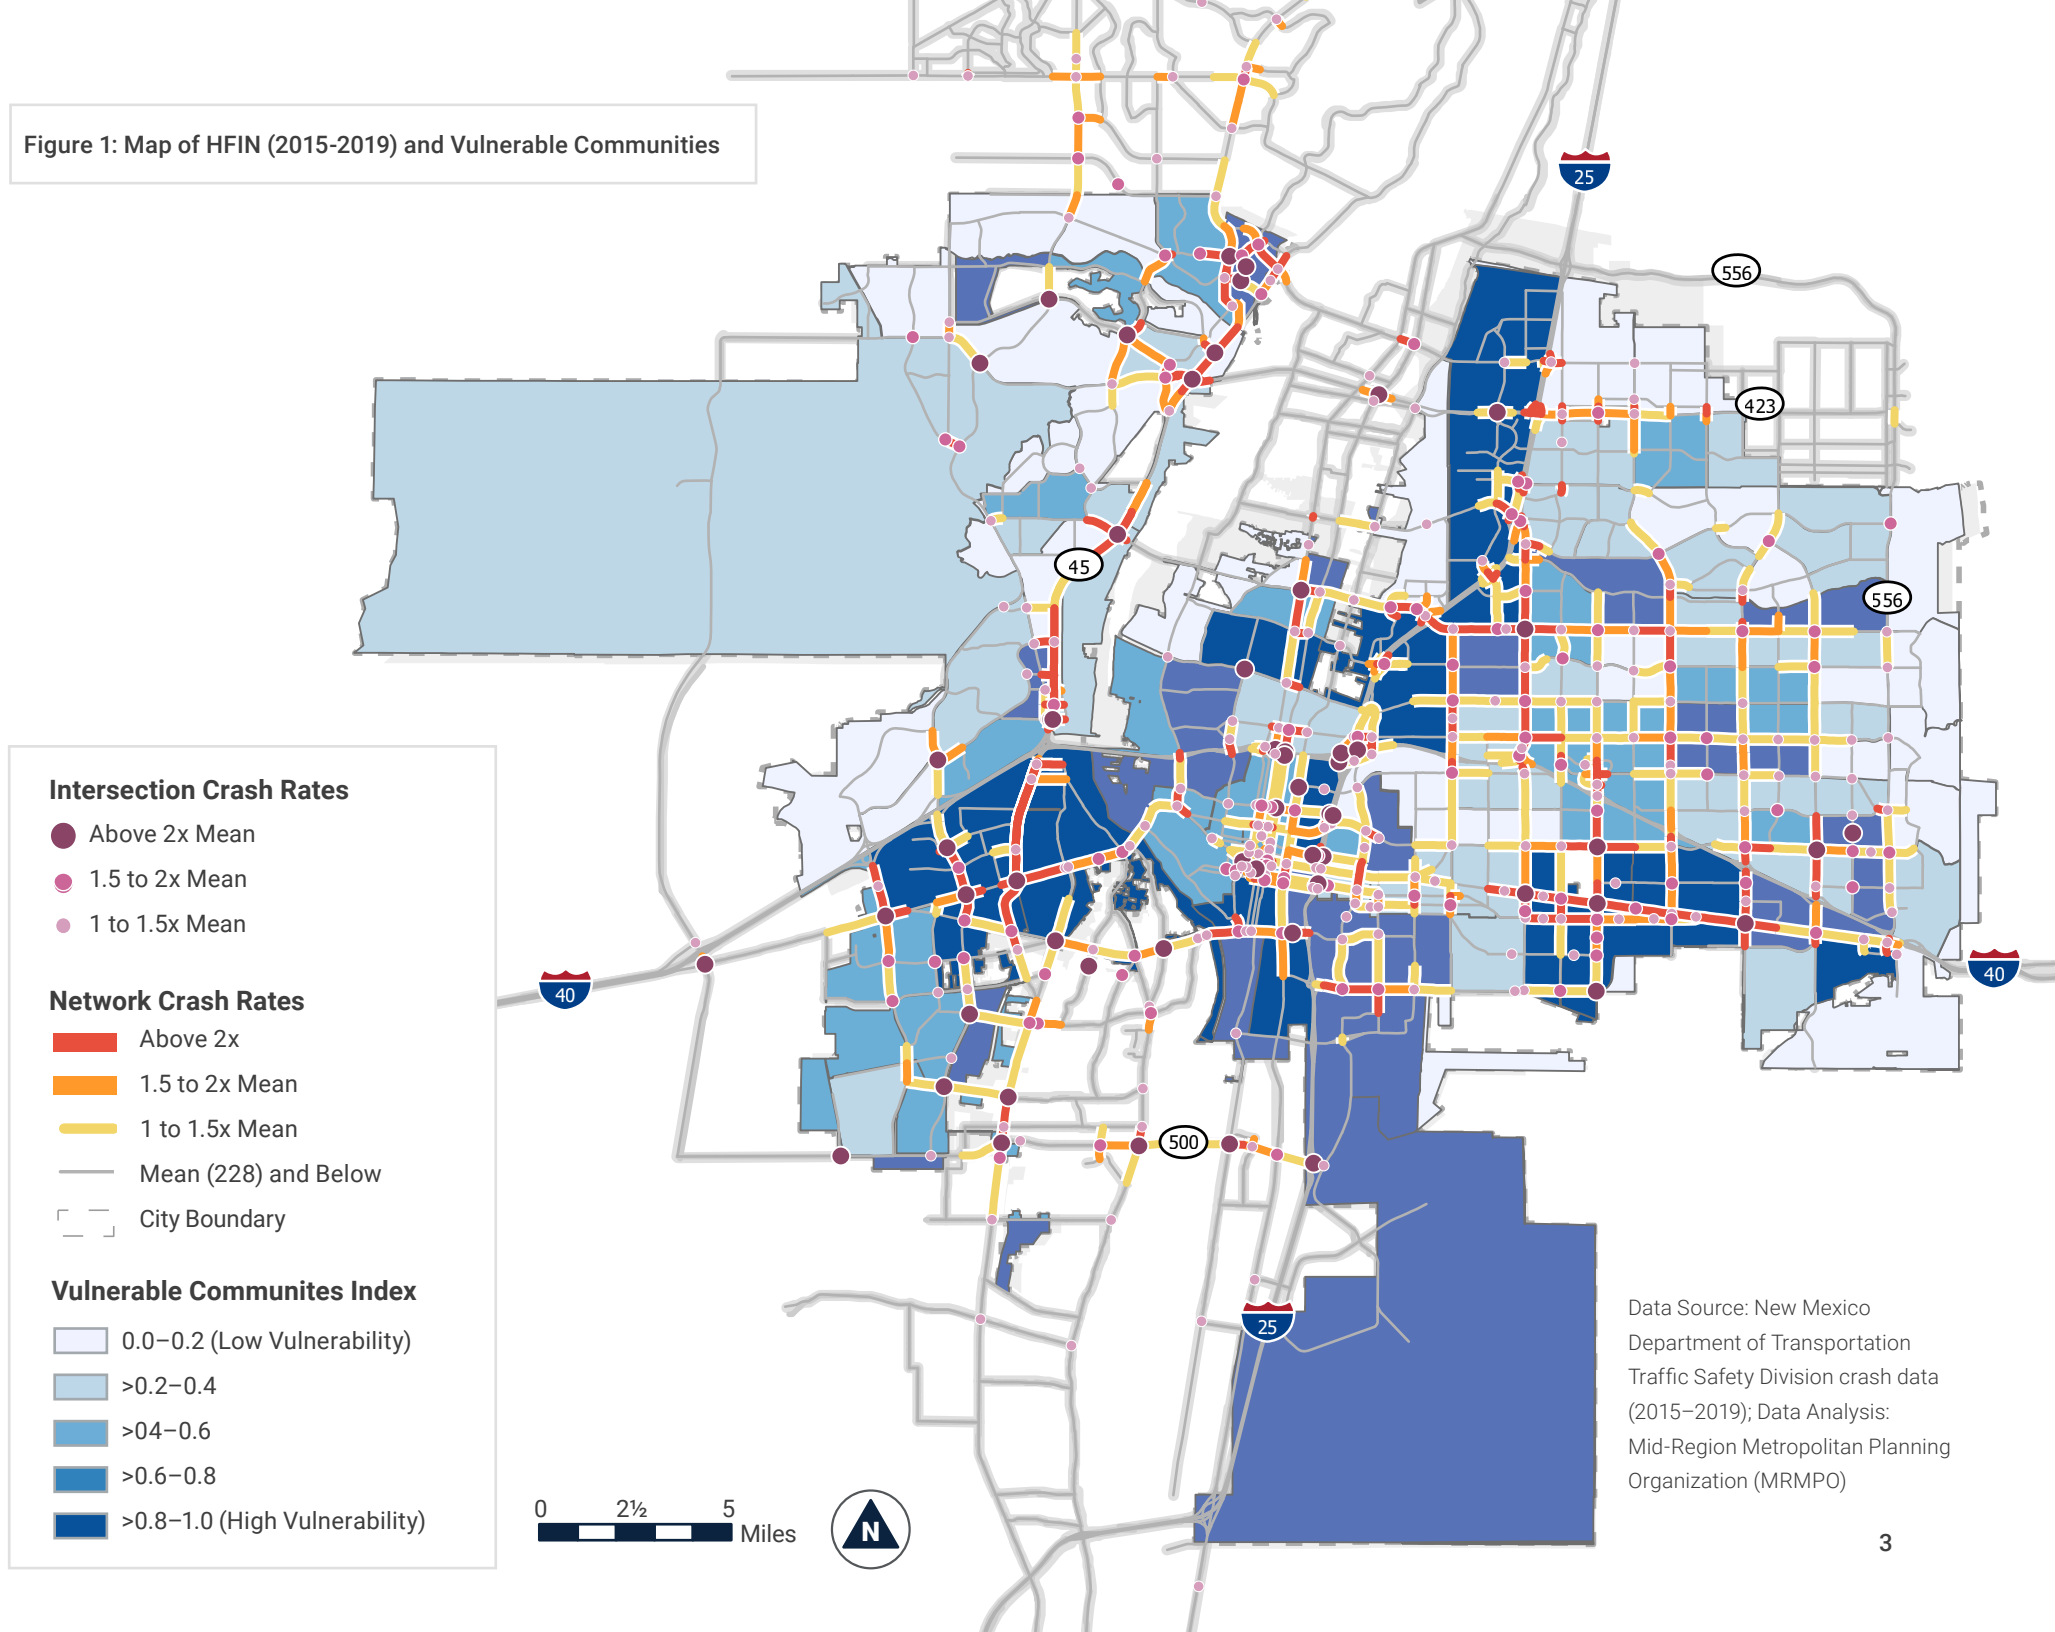 Figure 1: Map of HFIN (2015-2019) and Vulnerable Communities
25
556
423
45
556
Intersection Crash Rates
Above 2x Mean
1.5 to 2x Mean
1 to 1.5x Mean
40
40
Network Crash Rates
Above 2x
1.5 to 2x Mean
1 to 1.5x Mean
Mean (228) and Below
City Boundary
500
Vulnerable Communites Index
0.0–0.2 (Low Vulnerability)
>0.2–0.4
>04–0.6
>0.6–0.8
>0.8–1.0 (High Vulnerability)
25
Data Source: New Mexico
Department of Transportation
Traffic Safety Division crash data
(2015–2019); Data Analysis:
Mid-Region Metropolitan Planning
Organization (MRMPO)
0 2½ 5
Miles
N
3